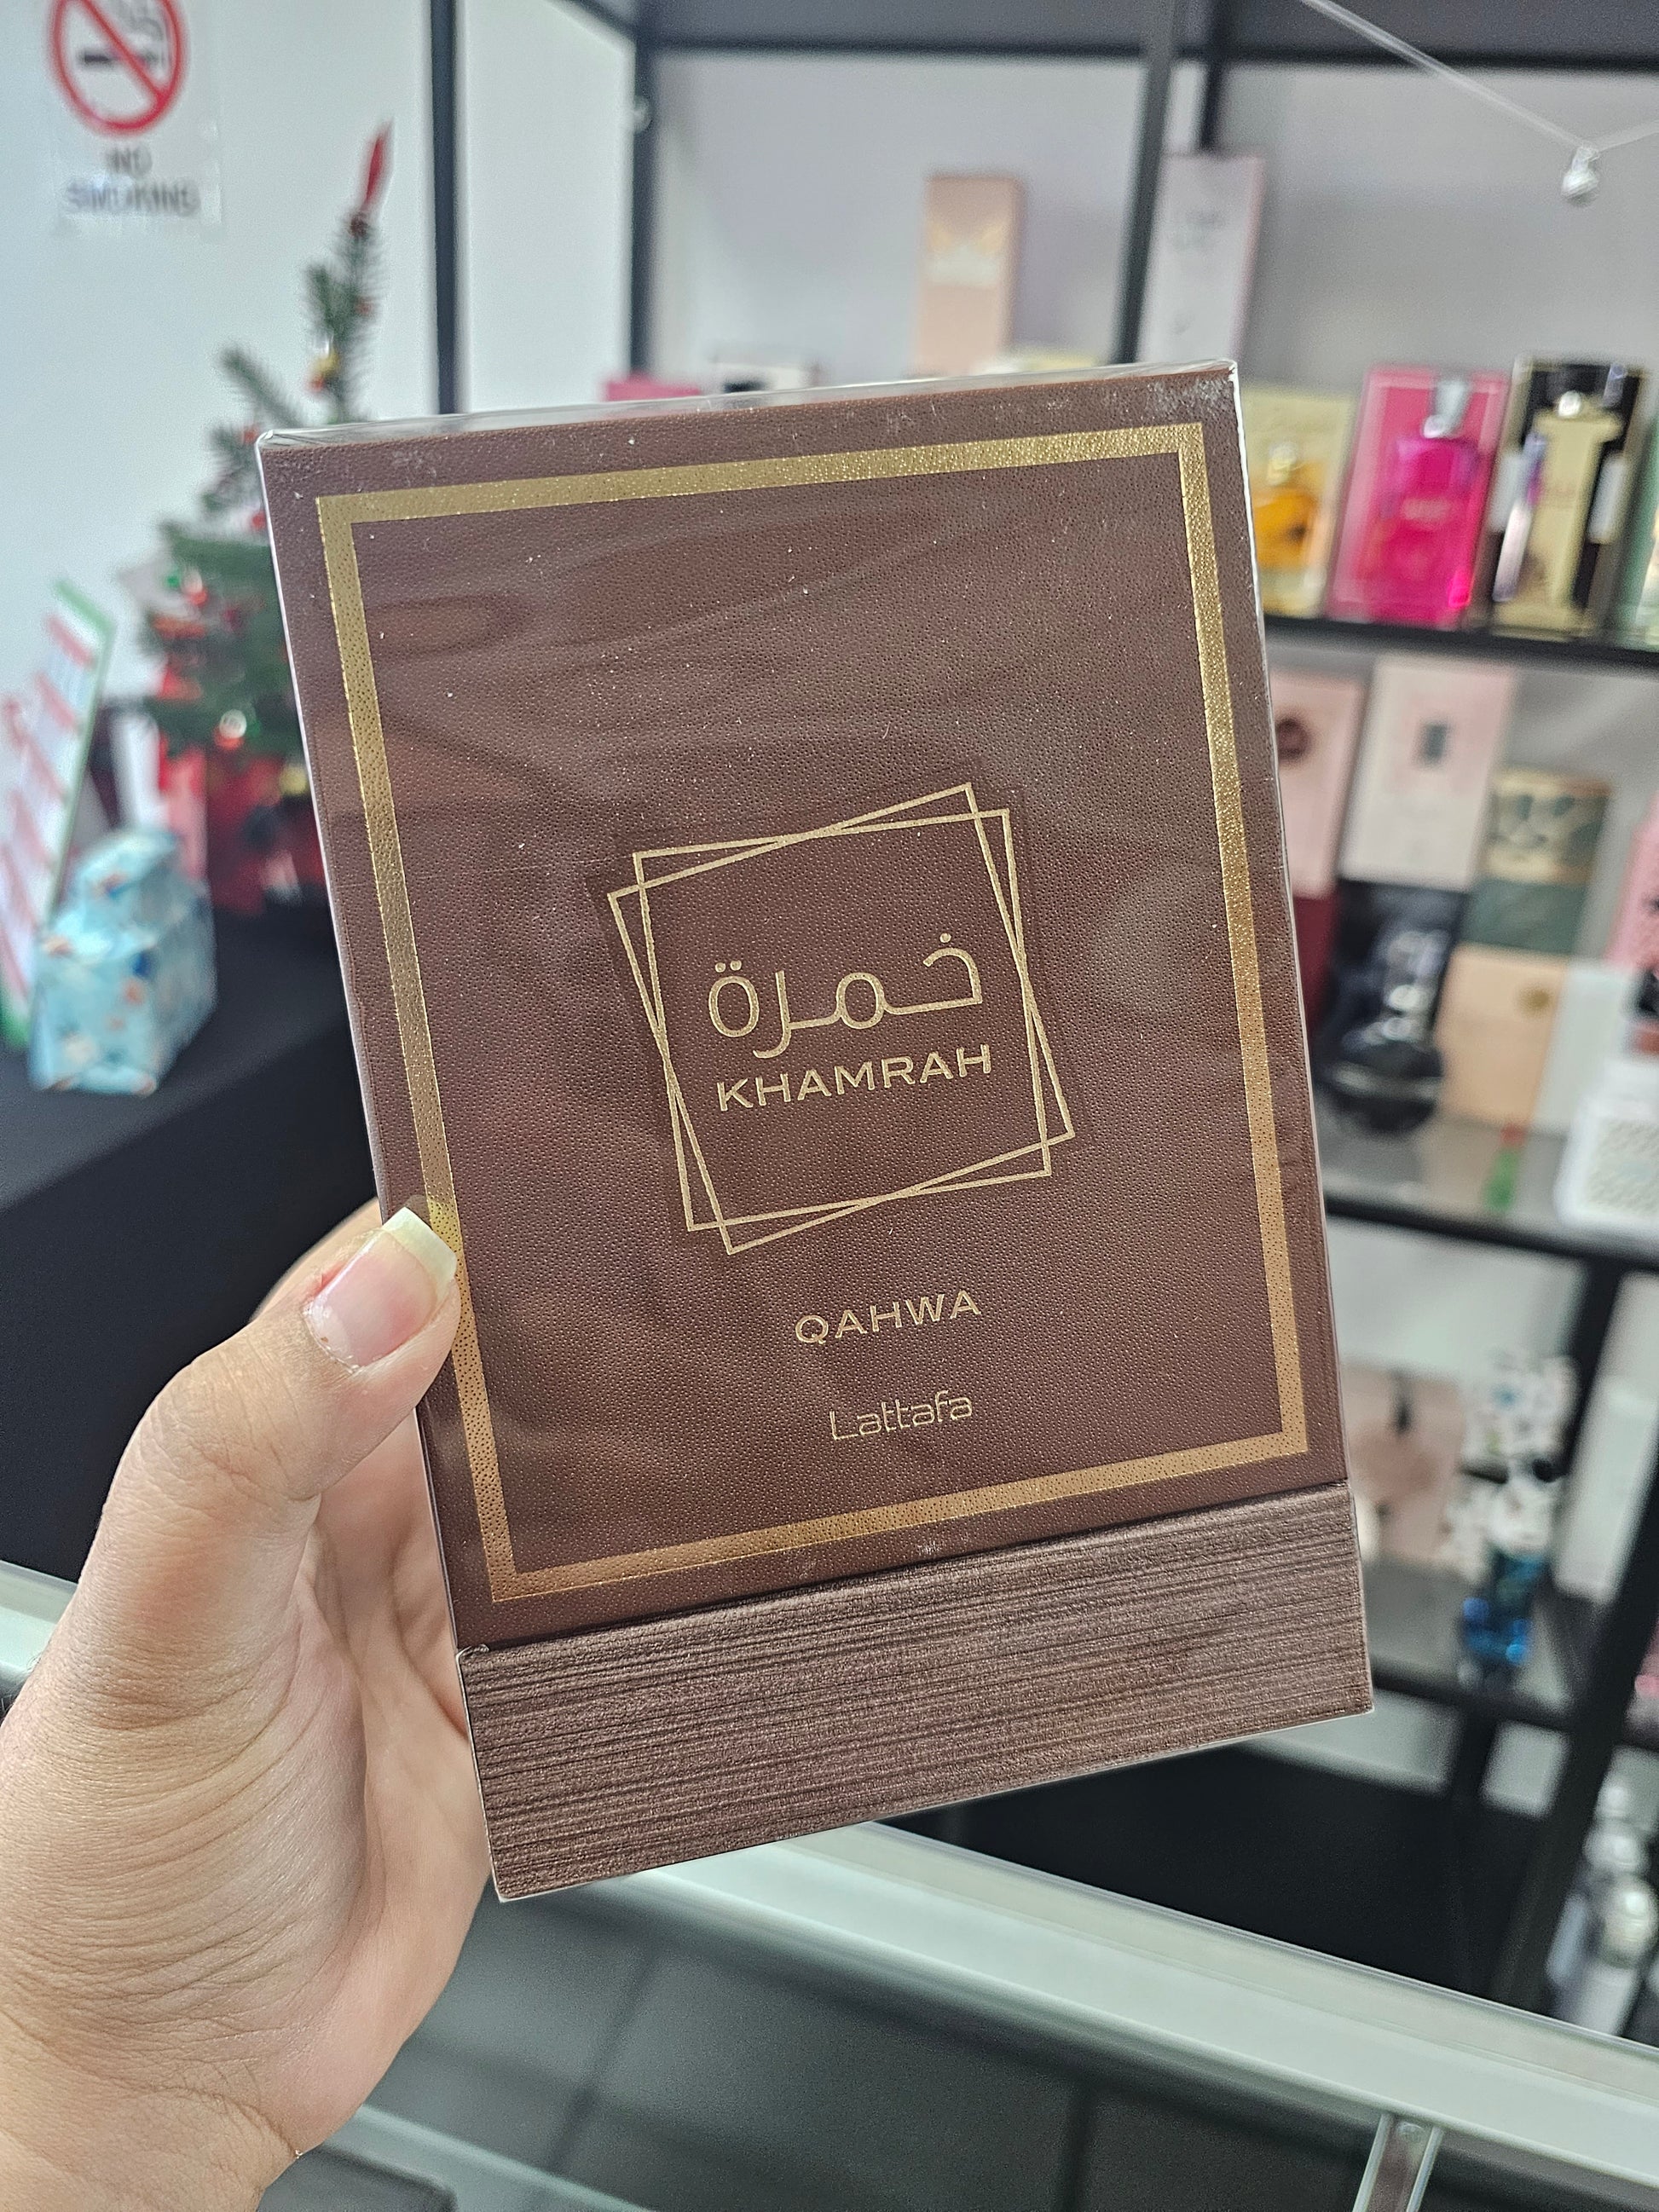 NO
SMOKING
خمرة
KHAMRAH
QAHWA
Lattafa